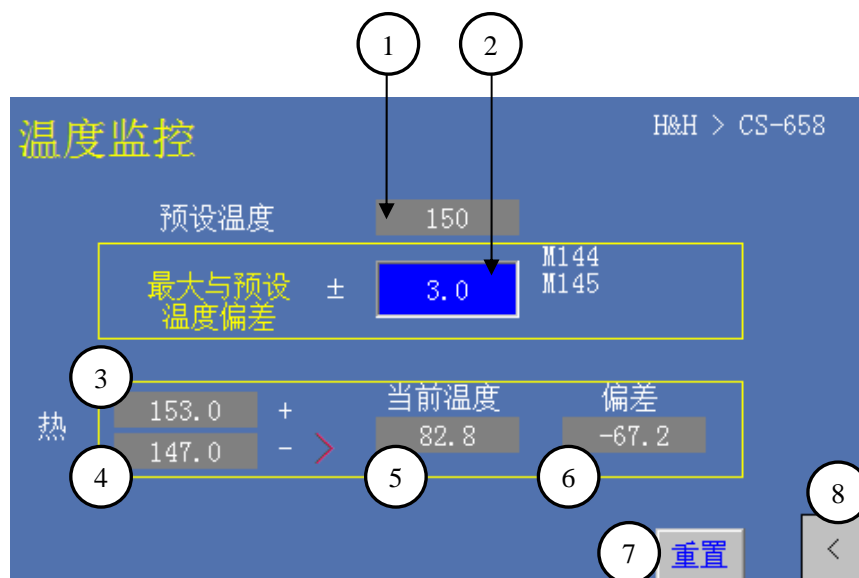 1 2
温度监控
H&H > CS-658
预设温度 150
最大与预设
温度偏差
± 3.0
M144
M145
3
热
153.0 +
147.0 - >
4
当前温度
82.8
5
偏差
-67.2
6
7 重置
8
<